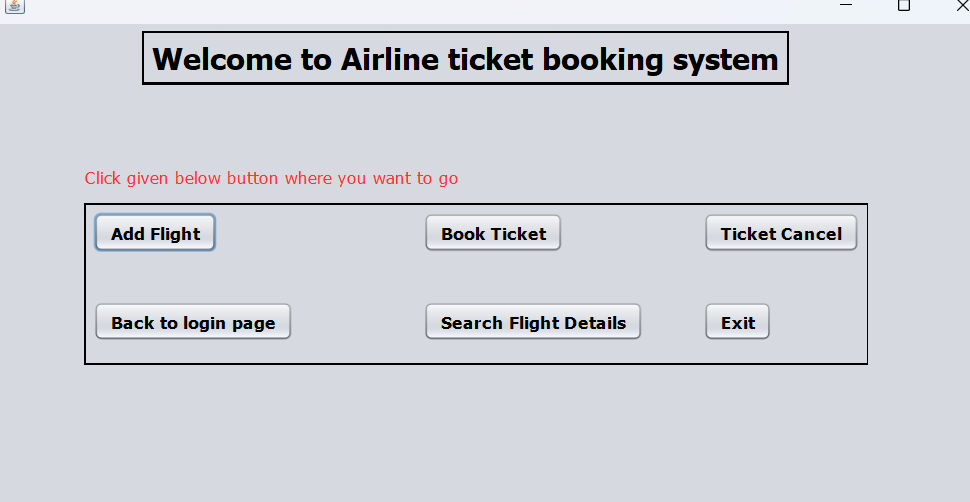 Welcome to Airline ticket booking system
Click given below button where you want to go
Add Flight Book Ticket Ticket Cancel
Back to login page Search Flight Details Exit